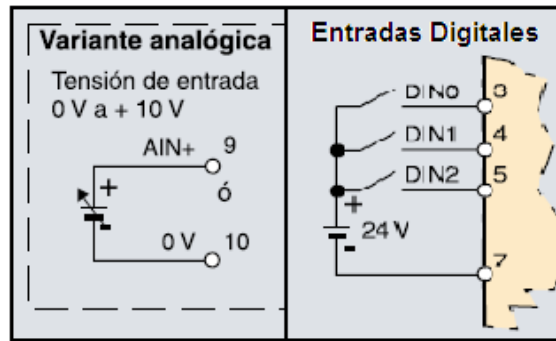 Variante analógica
Tensión de entrada
0 V a + 10 V
AIN+ 9
ó
+
-
0 V 10
Entradas Digitales
DIN0 3
DIN1 4
DIN2 5
+
24 V
-
7